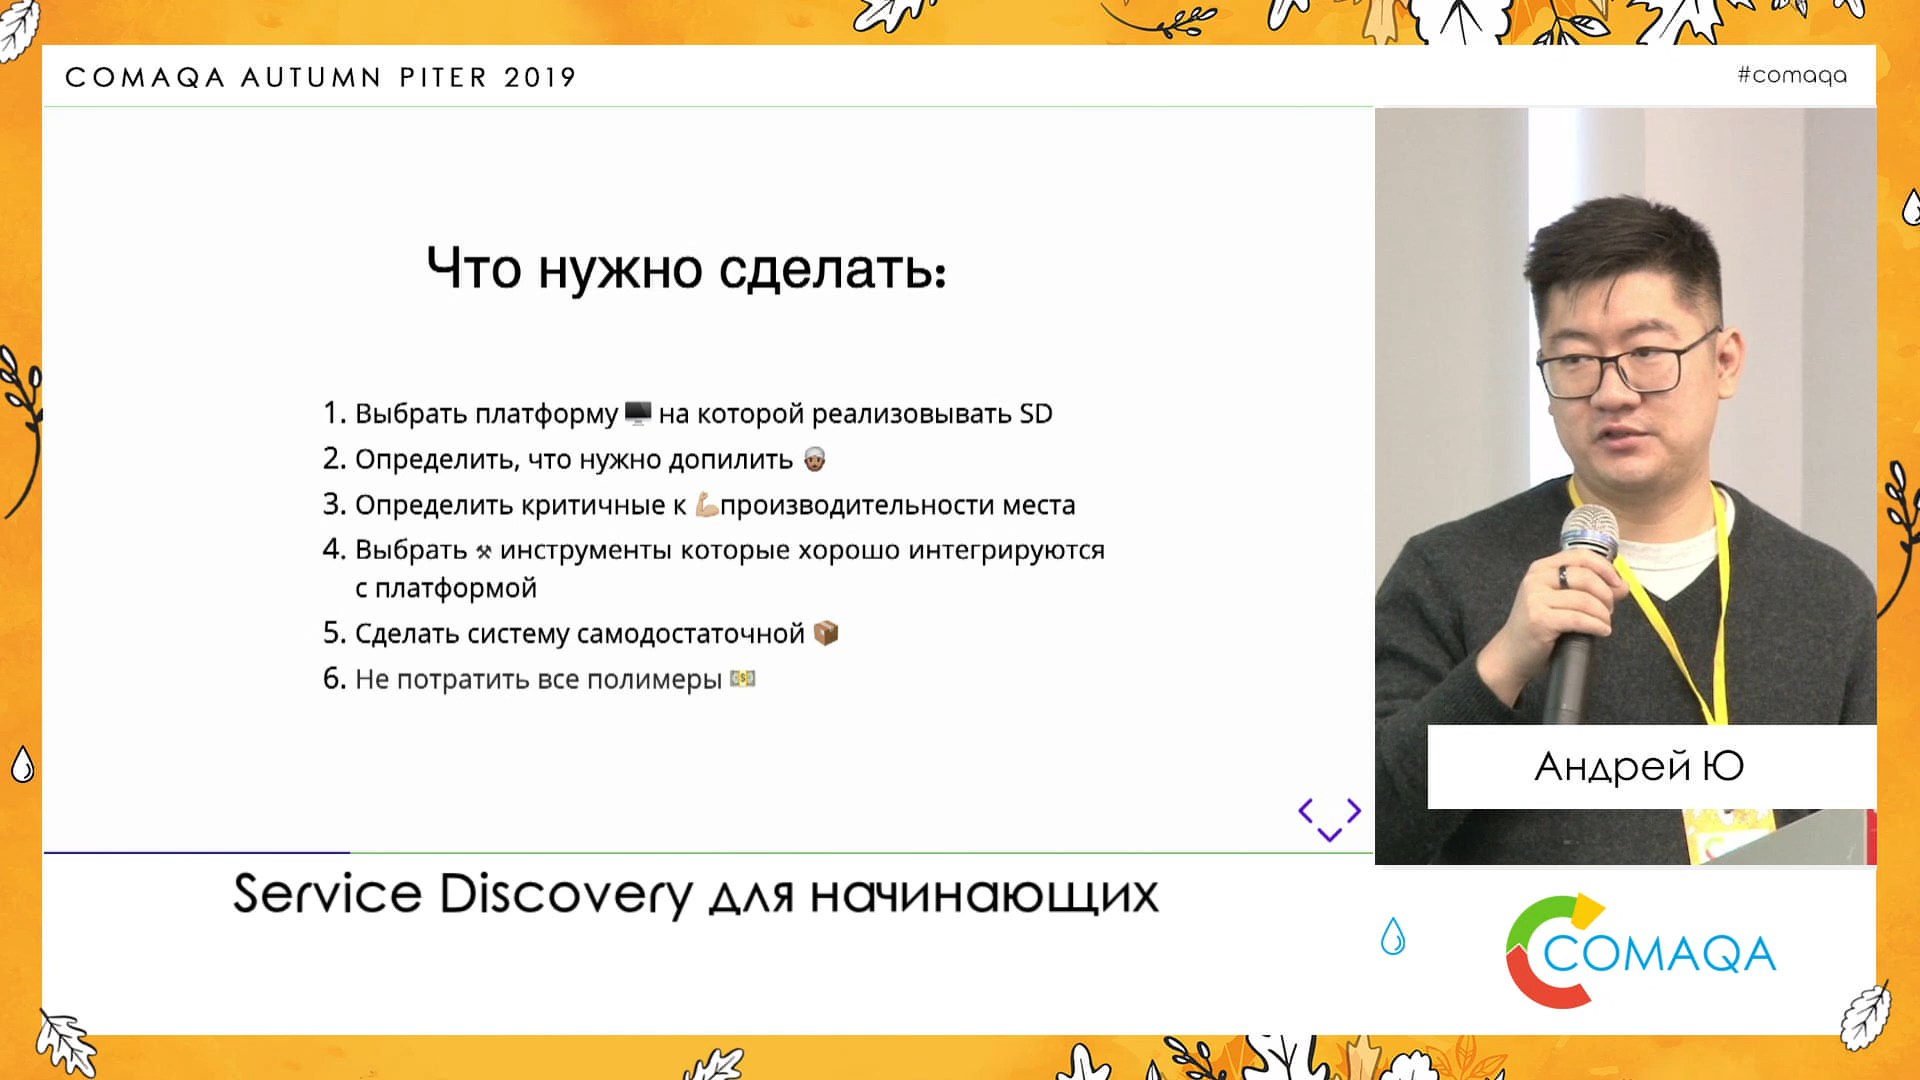 COMAQA AUTUMN PITER 2019
#comaqa
Что нужно сделать:
1. Выбрать платформу 🖥️ на которой реализовывать SD
2. Определить, что нужно допилить 👳🏾
3. Определить критичные к 💪🏼производительности места
4. Выбрать ⚒ инструменты которые хорошо интегрируются
с платформой
5. Сделать систему самодостаточной 📦
6. Не потратить все полимеры 💵
Андрей Ю
Service Discovery для начинающих
COMAQA